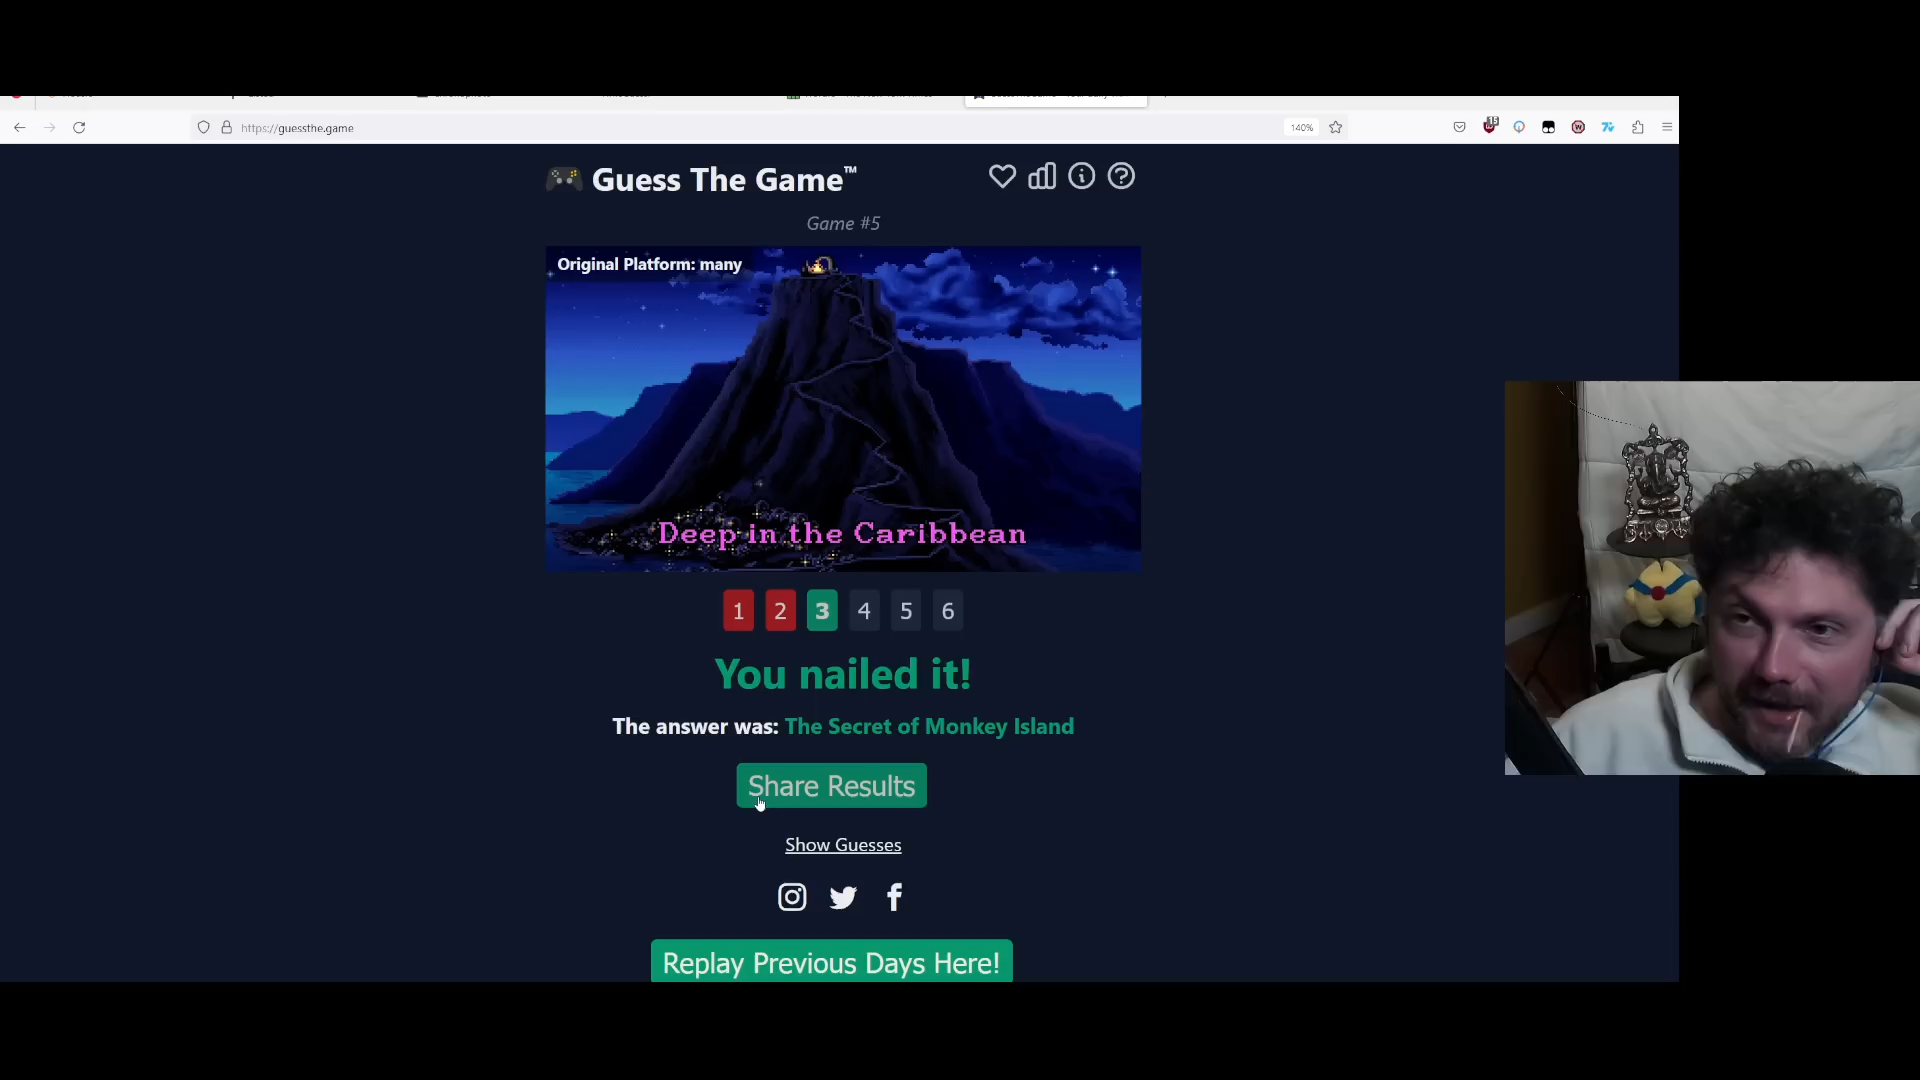 https://guessthe.game
140%
15
Guess The Game™
Game #5
Original Platform: many
Deep in the Caribbean
1 2 3 4 5 6
You nailed it!
The answer was: The Secret of Monkey Island
Share Results
Show Guesses
Replay Previous Days Here!